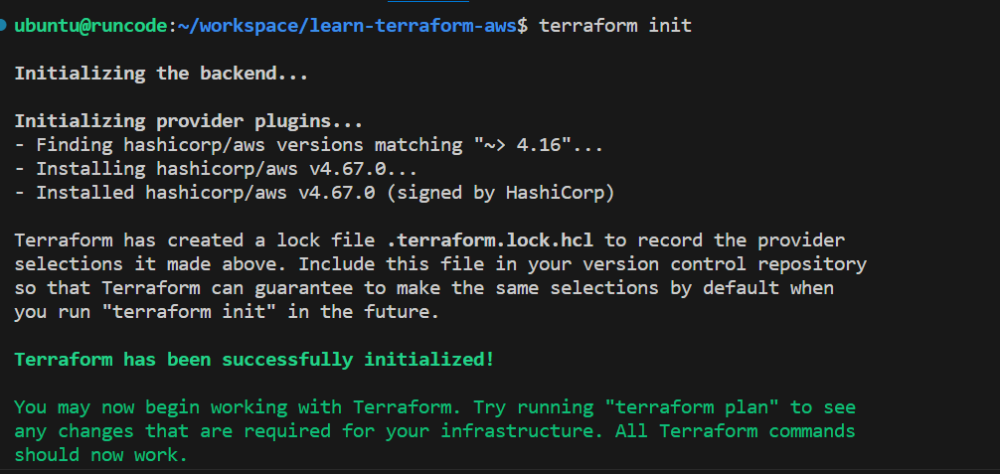 ubuntu@runcode:~/workspace/learn-terraform-aws$ terraform init
Initializing the backend...
Initializing provider plugins...
- Finding hashicorp/aws versions matching "~> 4.16"...
- Installing hashicorp/aws v4.67.0...
- Installed hashicorp/aws v4.67.0 (signed by HashiCorp)
Terraform has created a lock file .terraform.lock.hcl to record the provider
selections it made above. Include this file in your version control repository
so that Terraform can guarantee to make the same selections by default when
you run "terraform init" in the future.
Terraform has been successfully initialized!
You may now begin working with Terraform. Try running "terraform plan" to see
any changes that are required for your infrastructure. All Terraform commands
should now work.